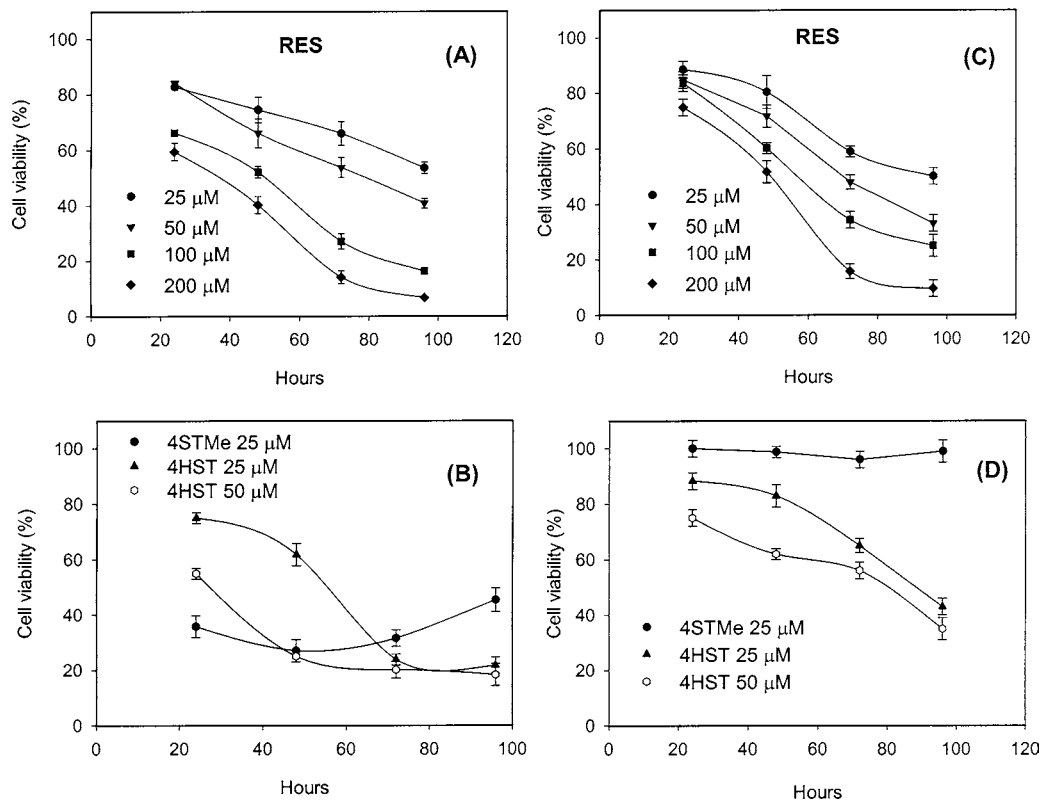 RES
(A)
Cell viability (%)
100
80
60
40
20
0
25 μM
50 μM
100 μM
200 μM
0 20 40 60 80 100 120
Hours
RES
(C)
Cell viability (%)
100
80
60
40
20
0
25 μM
50 μM
100 μM
200 μM
0 20 40 60 80 100 120
Hours
4STMe 25 μM
4HST 25 μM
4HST 50 μM
(B)
Cell viability (%)
100
80
60
40
20
0
0 20 40 60 80 100
Hours
(D)
Cell viability (%)
100
80
60
40
20
0
4STMe 25 μM
4HST 25 μM
4HST 50 μM
0 20 40 60 80 100 120
Hours